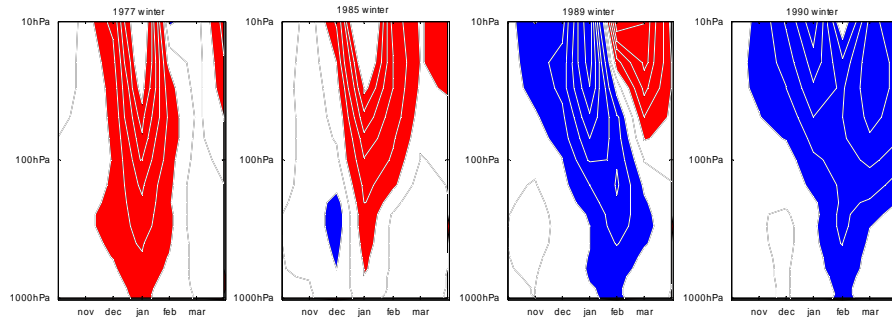 1977 winter
1985 winter
1989 winter
1990 winter
10hPa
10hPa
10hPa
10hPa
100hPa
100hPa
100hPa
100hPa
1000hPa
1000hPa
1000hPa
1000hPa
nov dec jan feb mar
nov dec jan feb mar
nov dec jan feb mar
nov dec jan feb mar